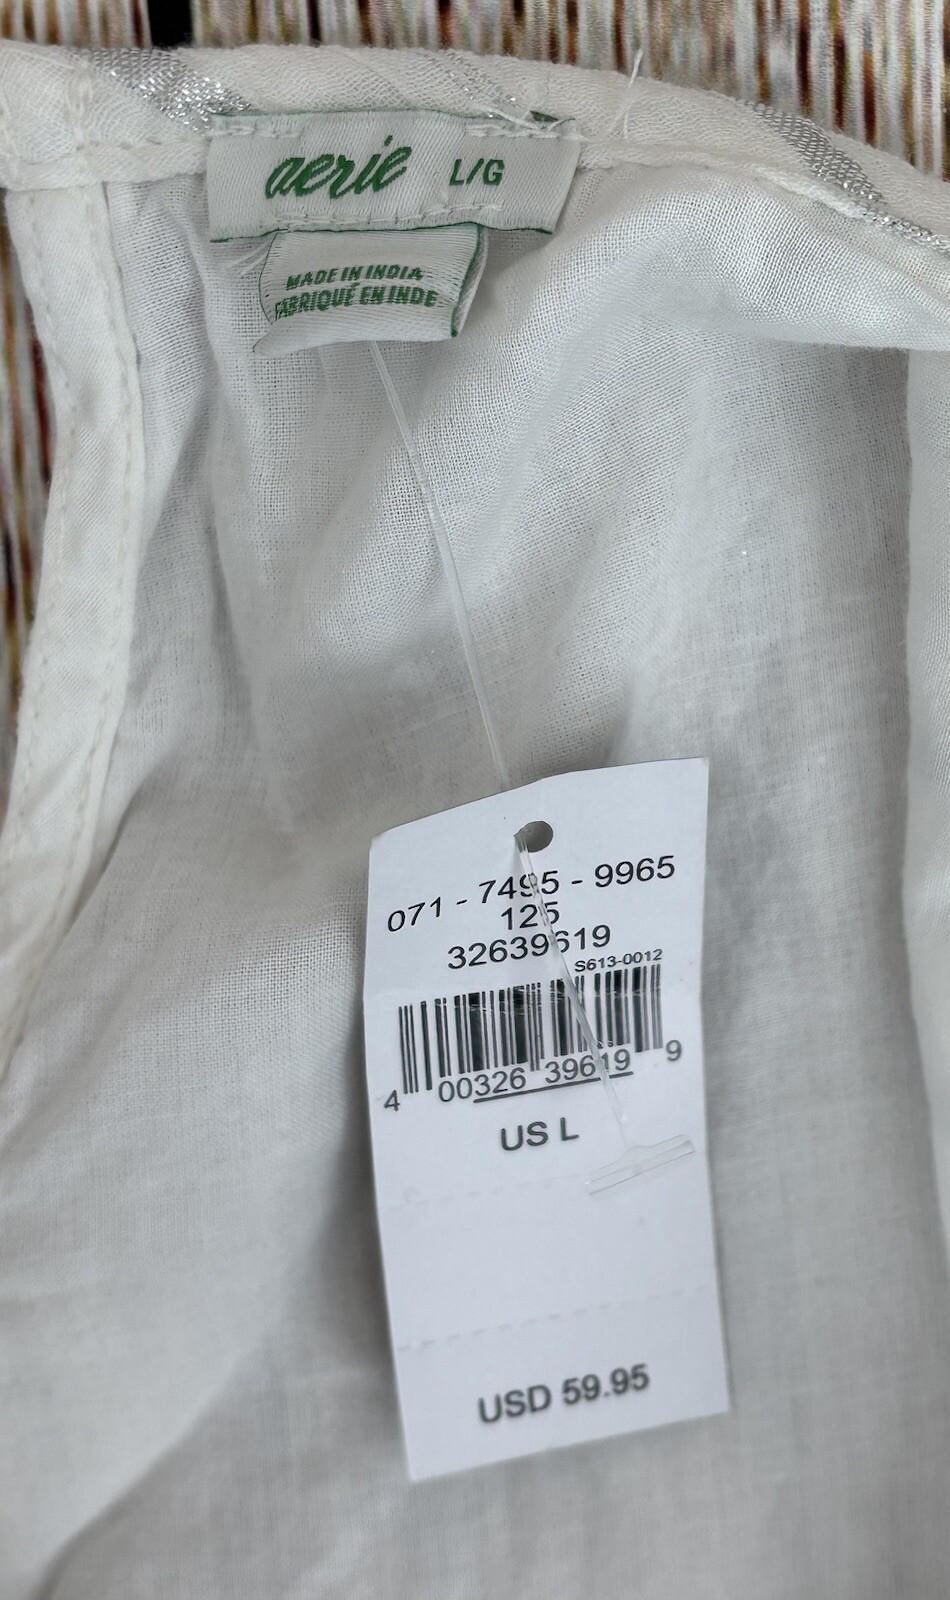 aerie L/G
MADE IN INDIA
FABRIQUÉ EN INDE
071 - 7495 - 9965
125
32639619
S613-0012
4 00326 39619 9
US L
USD 59.95